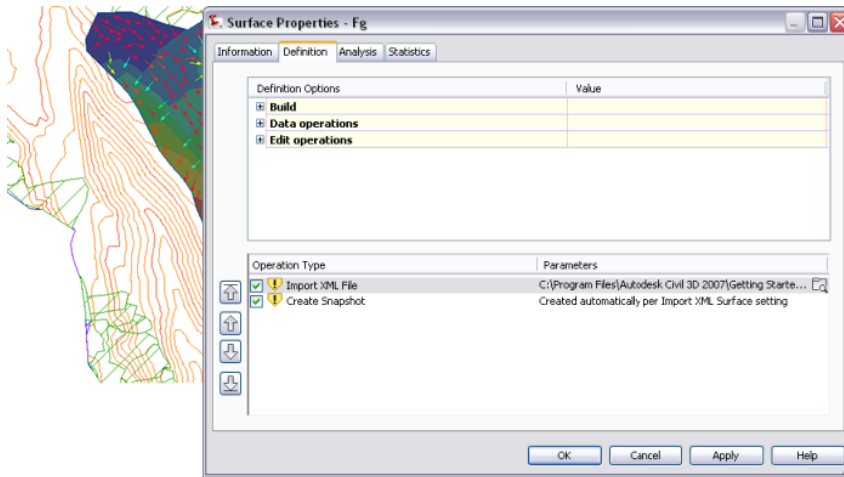 Surface Properties - Fg
Information Definition Analysis Statistics
Definition Options Value
Build
Data operations
Edit operations
Operation Type Parameters
Import XML File C:\Program Files\Autodesk Civil 3D 2007\Getting Starte...
Create Snapshot Created automatically per Import XML Surface setting
OK Cancel Apply Help